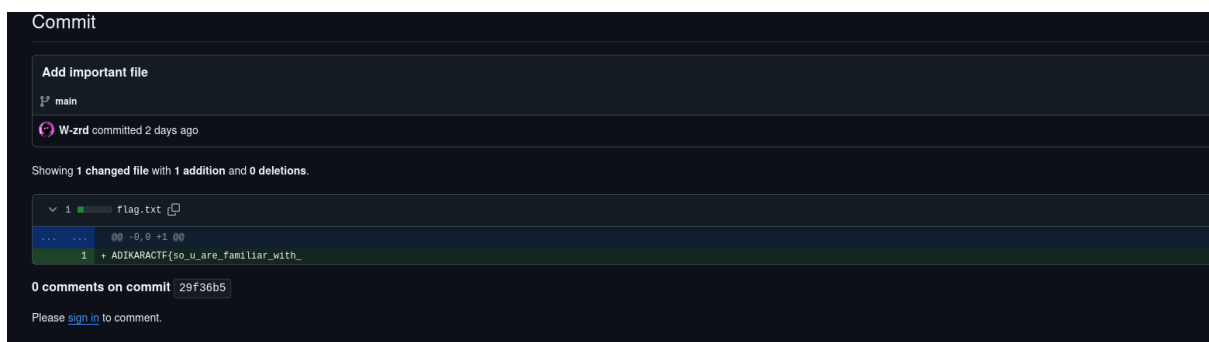 Commit
Add important file
main
W-zrd committed 2 days ago
Showing 1 changed file with 1 addition and 0 deletions.
1 flag.txt
... ... @@ -0,0 +1 @@
1 + ADIKARACTF{so_u_are_familiar_with_
0 comments on commit 29f36b5
Please sign in to comment.